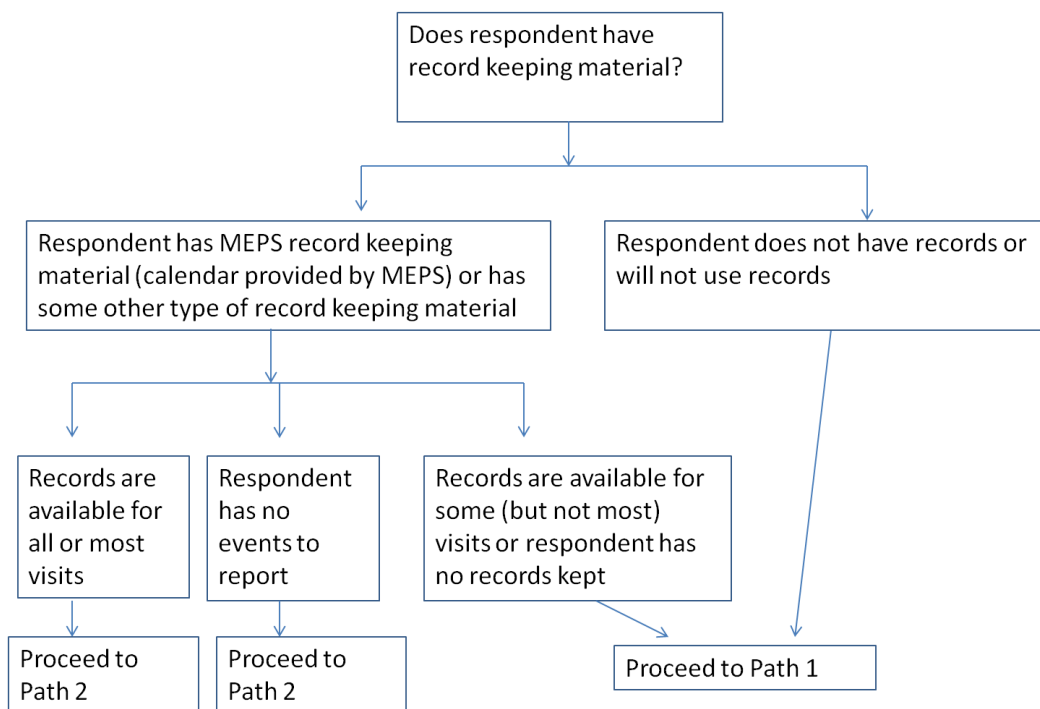 Does respondent have
record keeping material?
Respondent has MEPS record keeping
material (calendar provided by MEPS) or has
some other type of record keeping material
Respondent does not have records or
will not use records
Records are
available for
all or most
visits
Respondent
has no
events to
report
Records are available for
some (but not most)
visits or respondent has
no records kept
Proceed to
Path 2
Proceed to
Path 2
Proceed to Path 1